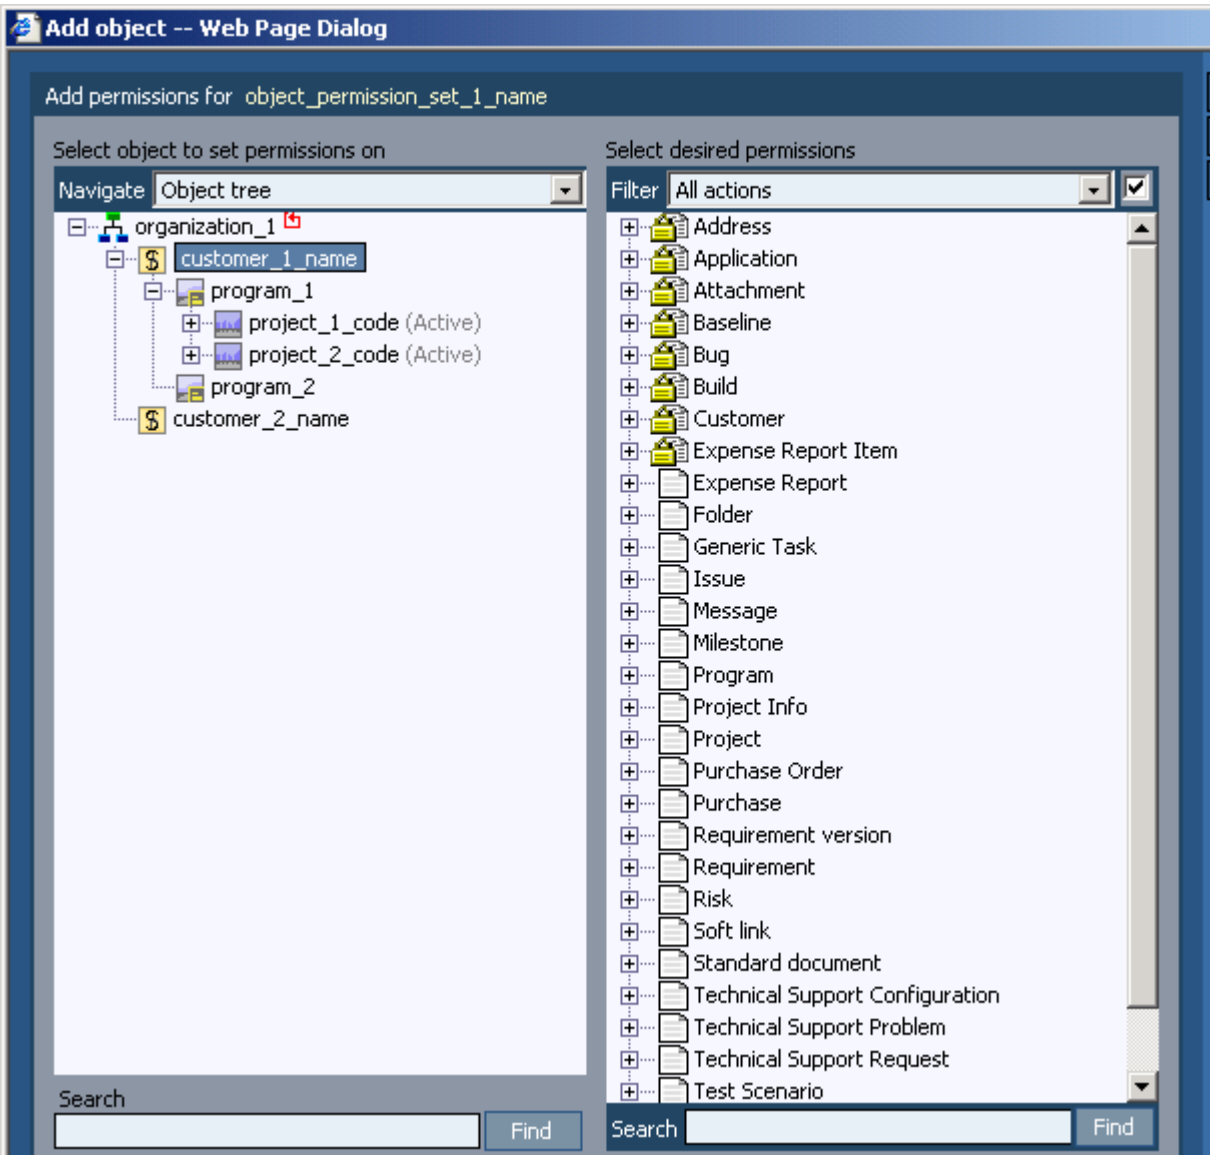 Add object -- Web Page Dialog
Add permissions for object_permission_set_1_name
Select object to set permissions on
Navigate Object tree
organization_1
customer_1_name
program_1
project_1_code (Active)
project_2_code (Active)
program_2
customer_2_name
Search
Find
Select desired permissions
Filter All actions
Address
Application
Attachment
Baseline
Bug
Build
Customer
Expense Report Item
Expense Report
Folder
Generic Task
Issue
Message
Milestone
Program
Project Info
Project
Purchase Order
Purchase
Requirement version
Requirement
Risk
Soft link
Standard document
Technical Support Configuration
Technical Support Problem
Technical Support Request
Test Scenario
Search Find